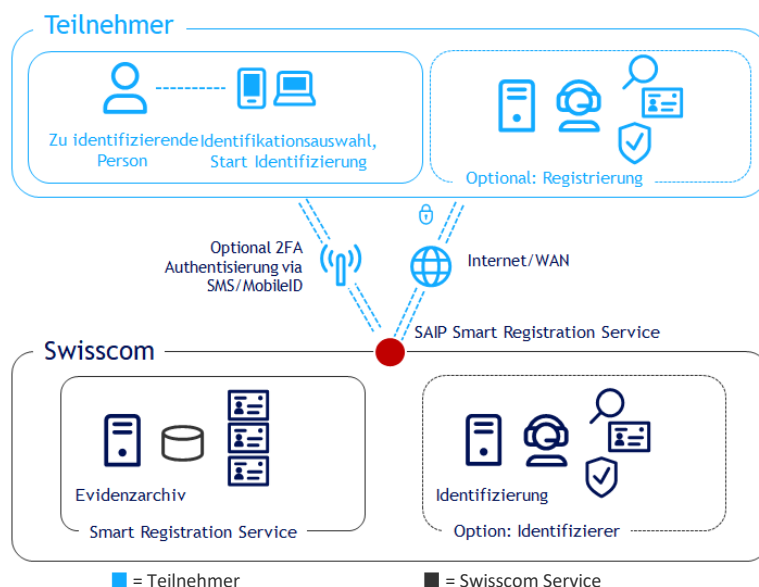 Teilnehmer
Zu identifizierende
Person
Identifikationsauswahl,
Start Identifizierung
Optional: Registrierung
Optional 2FA
Authentisierung via
SMS/MobileID
Internet/WAN
SAIP Smart Registration Service
Swisscom
Evidenzarchiv
Smart Registration Service
Identifizierung
Option: Identifizierer
= Teilnehmer
= Swisscom Service